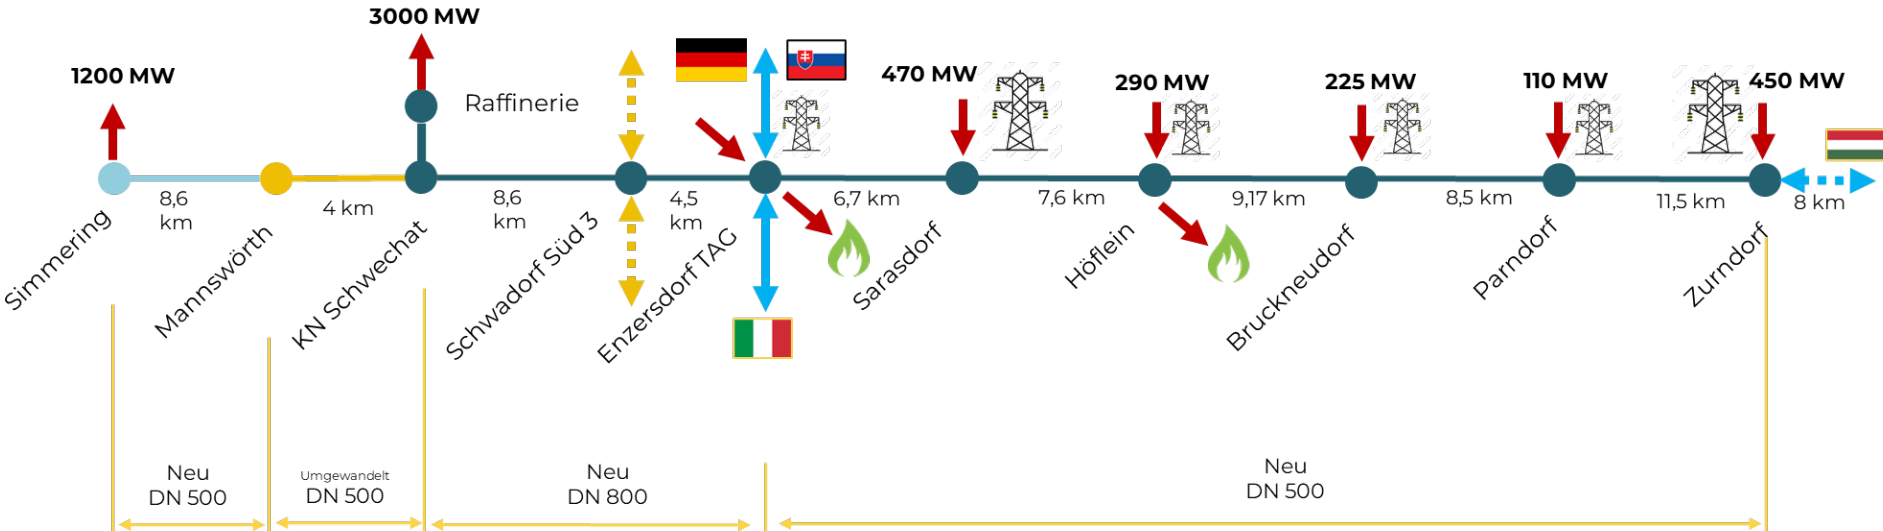 3000 MW
1200 MW
Raffinerie
470 MW
290 MW
225 MW
110 MW
450 MW
8,6
km
4 km
8,6
km
4,5
km
6,7 km
7,6 km
9,17 km
8,5 km
11,5 km
8 km
Simmering
Mannswörth
KN Schwechat
Schwadorf Süd 3
Enzersdorf TAG
Sarasdorf
Höflein
Bruckneudorf
Parndorf
Zurndorf
Neu
DN 500
Umgewandelt
DN 500
Neu
DN 800
Neu
DN 500